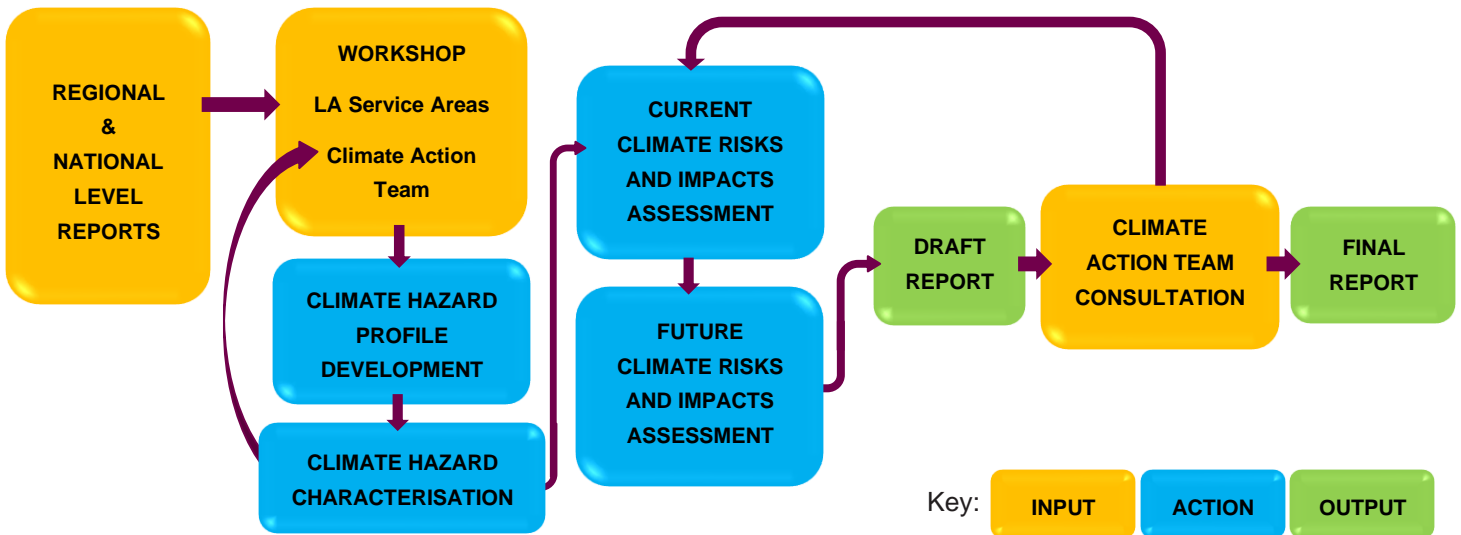 REGIONAL
&
NATIONAL
LEVEL
REPORTS
WORKSHOP
LA Service Areas
Climate Action
Team
CLIMATE HAZARD
PROFILE
DEVELOPMENT
CLIMATE HAZARD
CHARACTERISATION
CURRENT
CLIMATE RISKS
AND IMPACTS
ASSESSMENT
FUTURE
CLIMATE RISKS
AND IMPACTS
ASSESSMENT
DRAFT
REPORT
CLIMATE
ACTION TEAM
CONSULTATION
FINAL
REPORT
Key:
INPUT
ACTION
OUTPUT